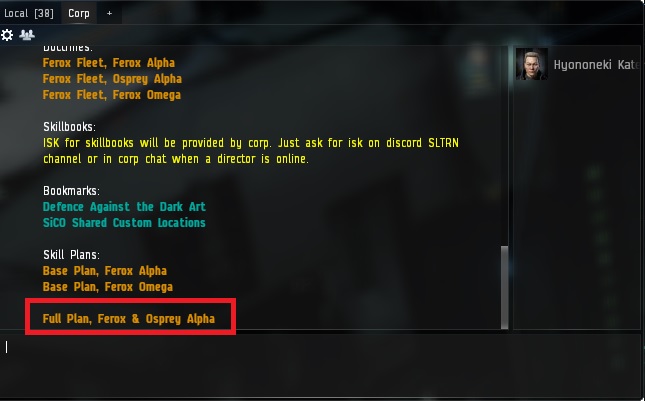 Local [38] Corp +
Doctrines:
Ferox Fleet, Ferox Alpha
Ferox Fleet, Osprey Alpha
Ferox Fleet, Ferox Omega
Skillbooks:
ISK for skillbooks will be provided by corp. Just ask for isk on discord SLTRN
channel or in corp chat when a director is online.
Bookmarks:
Defence Against the Dark Art
SiCO Shared Custom Locations
Skill Plans:
Base Plan, Ferox Alpha
Base Plan, Ferox Omega
Full Plan, Ferox & Osprey Alpha
Hyononeki Kate